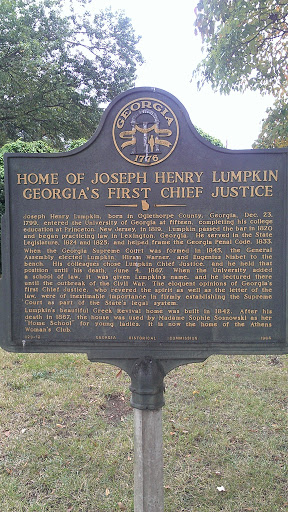 GEORGIA
1776
HOME OF JOSEPH HENRY LUMPKIN
GEORGIA'S FIRST CHIEF JUSTICE
Joseph Henry Lumpkin, born in Oglethorpe County, Georgia, Dec. 23,
1799, entered the University of Georgia at fifteen, completing his college
education at Princeton, New Jersey, in 1819. Lumpkin passed the bar in 1820
and began practicing law in Lexington, Georgia. He served in the State
Legislature, 1824 and 1825, and helped frame the Georgia Penal Code, 1833.
When the Georgia Supreme Court was formed in 1845, the General
Assembly elected Lumpkin, Hiram Warner, and Eugenius Nisbet to the
bench. His colleagues chose Lumpkin Chief Justice, and he held that
position until his death, June 4, 1867. When the University added
a school of law, it was given Lumpkin's name, and he lectured there
until the outbreak of the Civil War. The eloquent opinions of Georgia's
first Chief Justice, who revered the spirit as well as the letter of the
law, were of inestimable importance in firmly establishing the Supreme
Court as part of the State's legal system.
Lumpkin's beautiful Greek Revival home was built in 1842. After his
death in 1867, the house was used by Madame Sophie Sosnowski as her
"Home School" for young ladies. It is now the home of the Athens
Woman's Club.
GEORGIA HISTORICAL COMMISSION